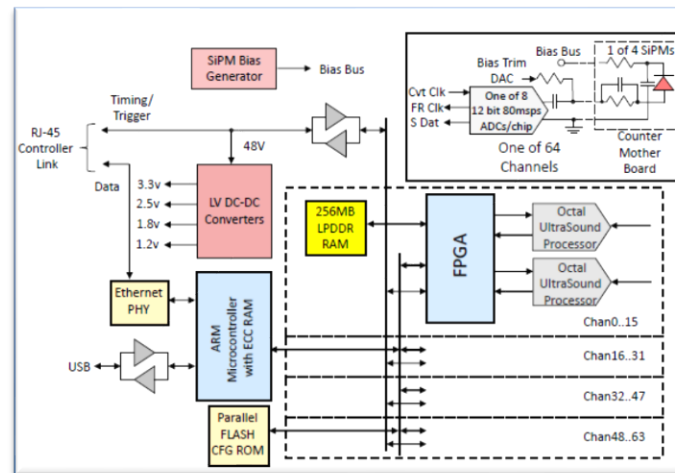 SiPM Bias
Generator
Bias Bus
Timing/
Trigger
RJ-45
Controller
Link
48V
Data
3.3v
2.5v
1.8v
1.2v
LV DC-DC
Converters
Ethernet
PHY
ARM
Microcontroller
with ECC RAM
USB
Parallel
FLASH
CFG ROM
Bias Bus
1 of 4 SiPMs
Bias Trim
DAC
Cvt Clk
FR Clk
S Dat
One of 8
12 bit 80msps
ADCs/chip
One of 64
Channels
Counter
Mother
Board
256MB
LPDDR
RAM
FPGA
Octal
UltraSound
Processor
Octal
UltraSound
Processor
Chan0..15
Chan16..31
Chan32..47
Chan48..63